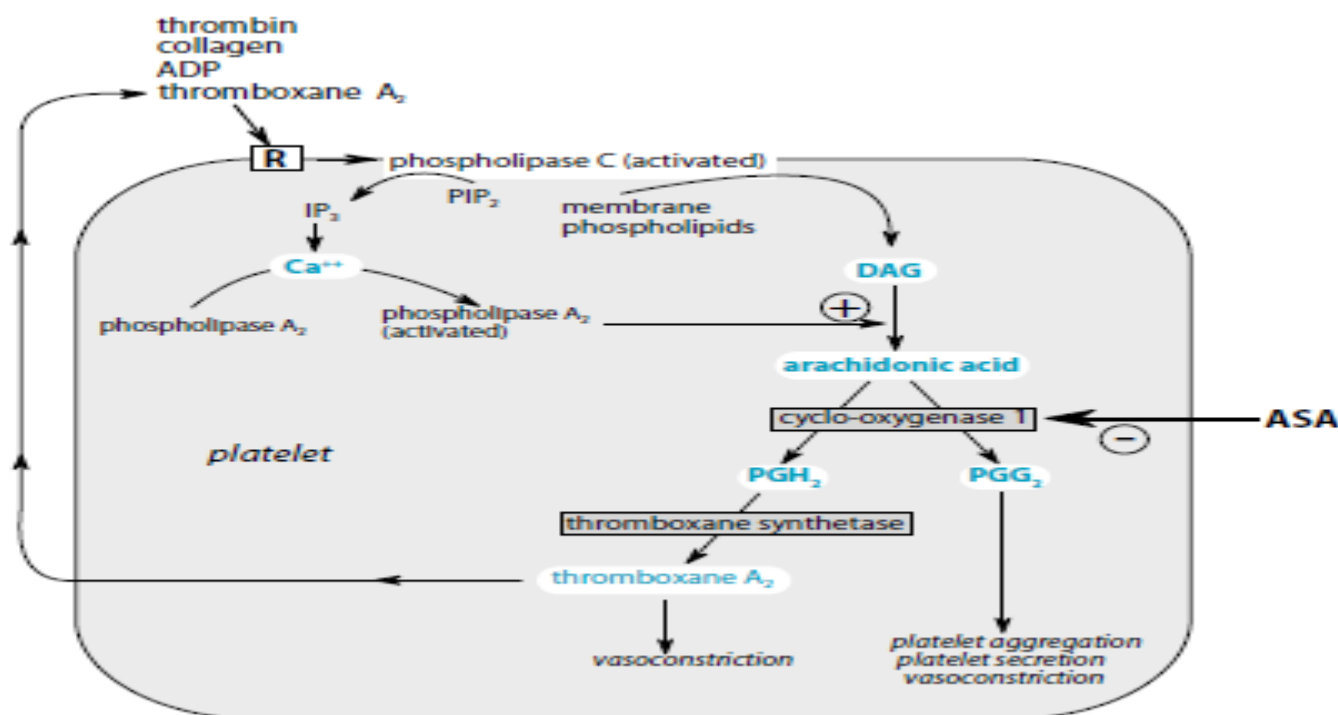 thrombin
collagen
ADP
thromboxane A₂
R
phospholipase C (activated)
PIP₂
IP₃
membrane
phospholipids
Ca⁺⁺
DAG
phospholipase A₂
phospholipase A₂
(activated)
+
arachidonic acid
cyclo-oxygenase 1
ASA
−
platelet
PGH₂
PGG₂
thromboxane synthetase
thromboxane A₂
vasoconstriction
platelet aggregation
platelet secretion
vasoconstriction